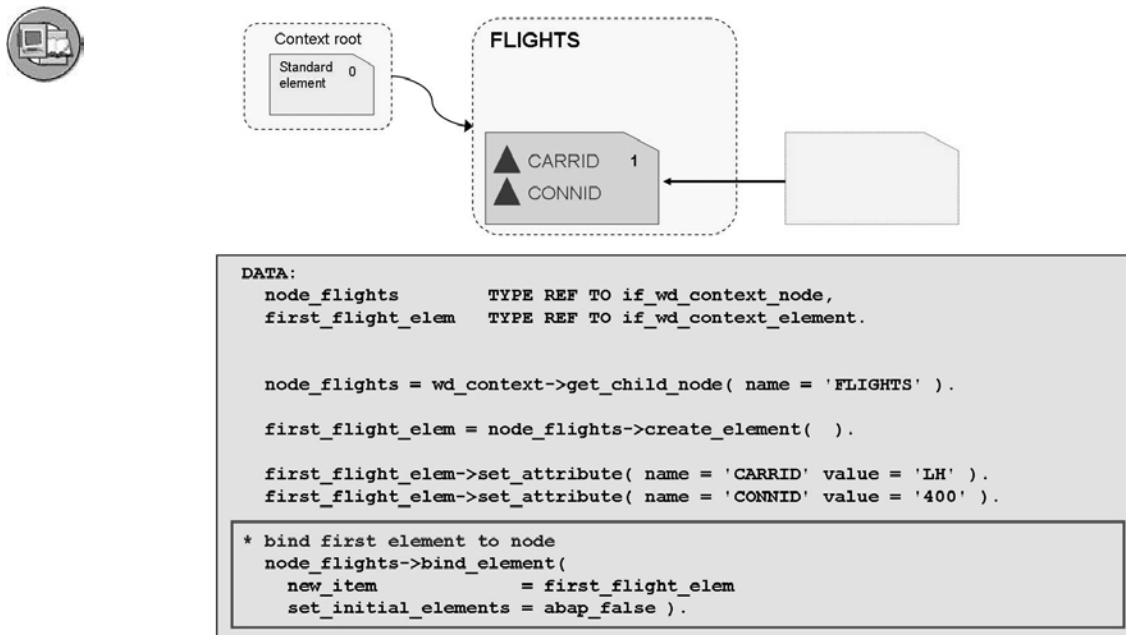 Context root
Standard 0
element
FLIGHTS
CARRID 1
CONNID
DATA:
node_flights TYPE REF TO if_wd_context_node,
first_flight_elem TYPE REF TO if_wd_context_element.
node_flights = wd_context->get_child_node( name = 'FLIGHTS' ).
first_flight_elem = node_flights->create_element( ).
first_flight_elem->set_attribute( name = 'CARRID' value = 'LH' ).
first_flight_elem->set_attribute( name = 'CONNID' value = '400' ).
* bind first element to node
node_flights->bind_element(
new_item = first_flight_elem
set_initial_elements = abap_false ).